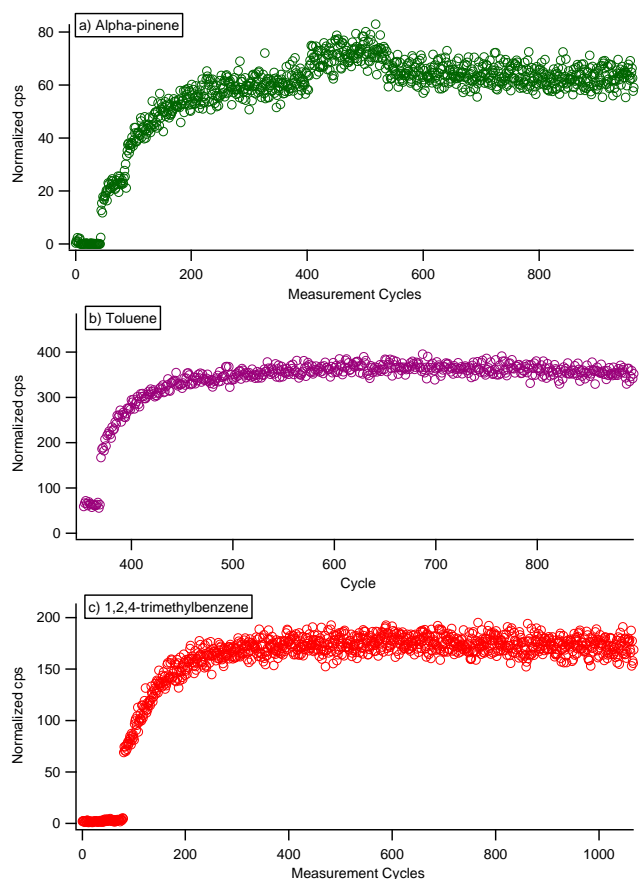 a) Alpha-pinene
Normalized cps
80
60
40
20
0
0 200 400 600 800
Measurement Cycles
b) Toluene
Normalized cps
400
300
200
100
0
400 500 600 700 800
Cycle
c) 1,2,4-trimethylbenzene
Normalized cps
200
150
100
50
0
0 200 400 600 800 1000
Measurement Cycles